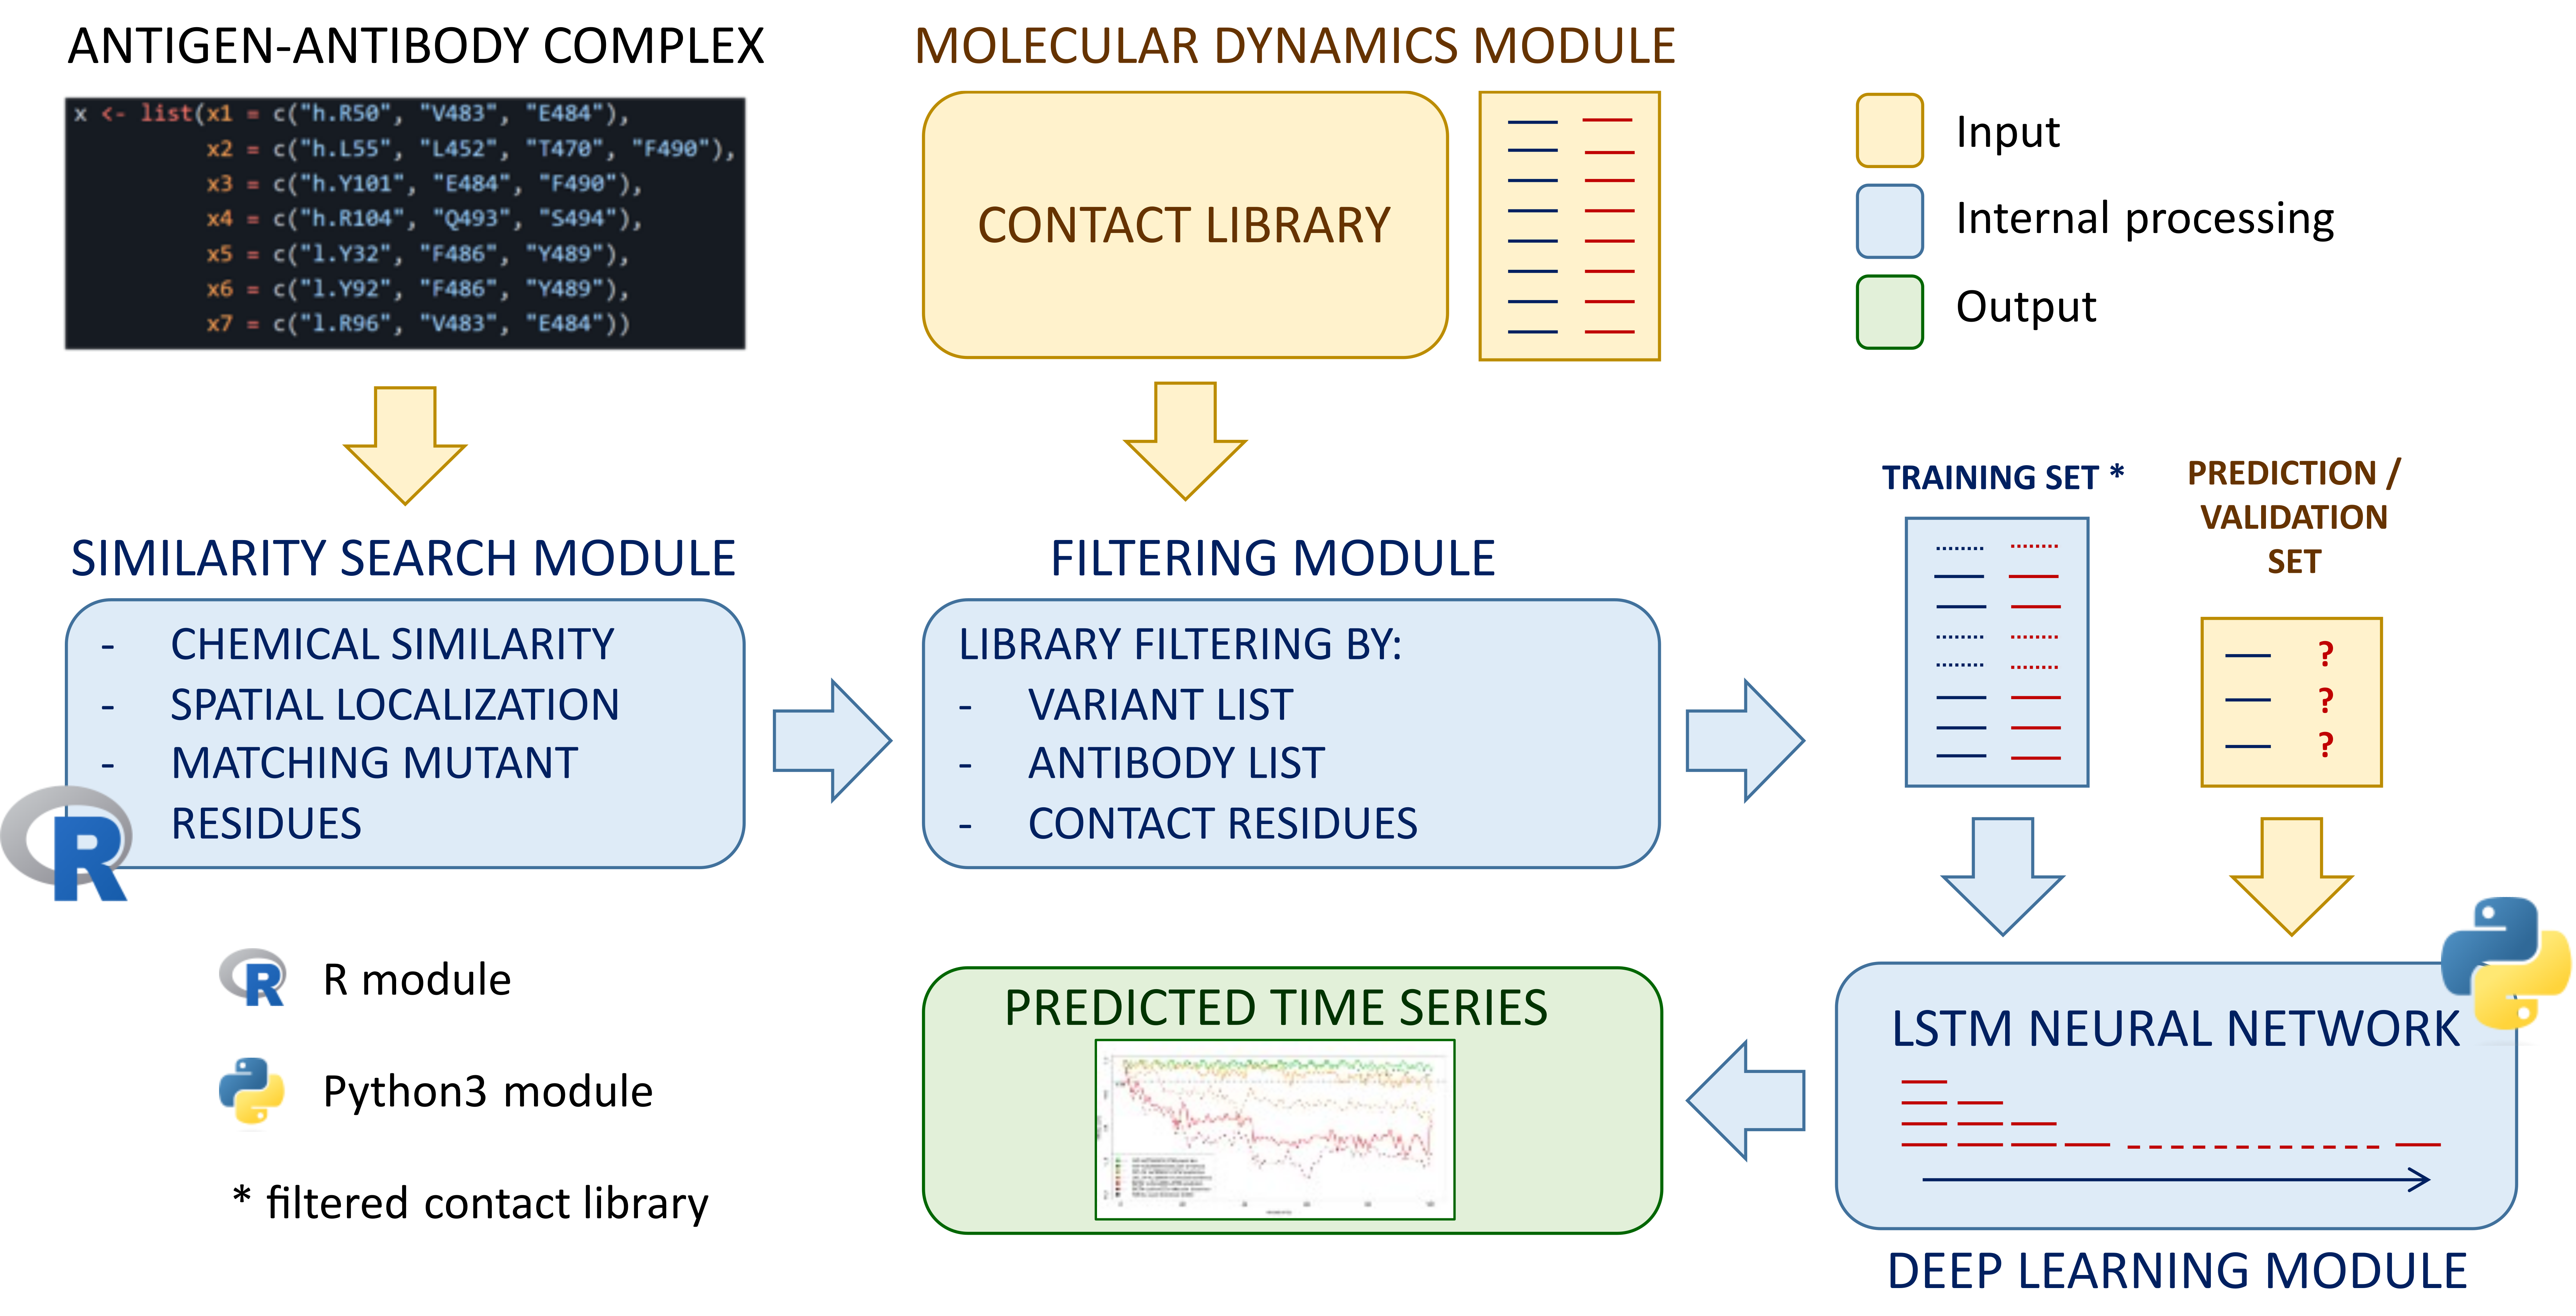 ANTIGEN-ANTIBODY COMPLEX
x <- list(x1 = c("h.R50", "V483", "E484"),
x2 = c("h.L55", "L452", "T470", "F490"),
x3 = c("h.Y101", "E484", "F490"),
x4 = c("h.R104", "Q493", "S494"),
x5 = c("l.Y32", "F486", "Y489"),
x6 = c("l.Y92", "F486", "Y489"),
x7 = c("l.R96", "V483", "E484"))
MOLECULAR DYNAMICS MODULE
CONTACT LIBRARY
Input
Internal processing
Output
SIMILARITY SEARCH MODULE
- CHEMICAL SIMILARITY
- SPATIAL LOCALIZATION
- MATCHING MUTANT
RESIDUES
R
FILTERING MODULE
LIBRARY FILTERING BY:
- VARIANT LIST
- ANTIBODY LIST
- CONTACT RESIDUES
TRAINING SET *
PREDICTION /
VALIDATION
SET
?
?
?
R R module
Python3 module
* filtered contact library
PREDICTED TIME SERIES
LSTM NEURAL NETWORK
DEEP LEARNING MODULE